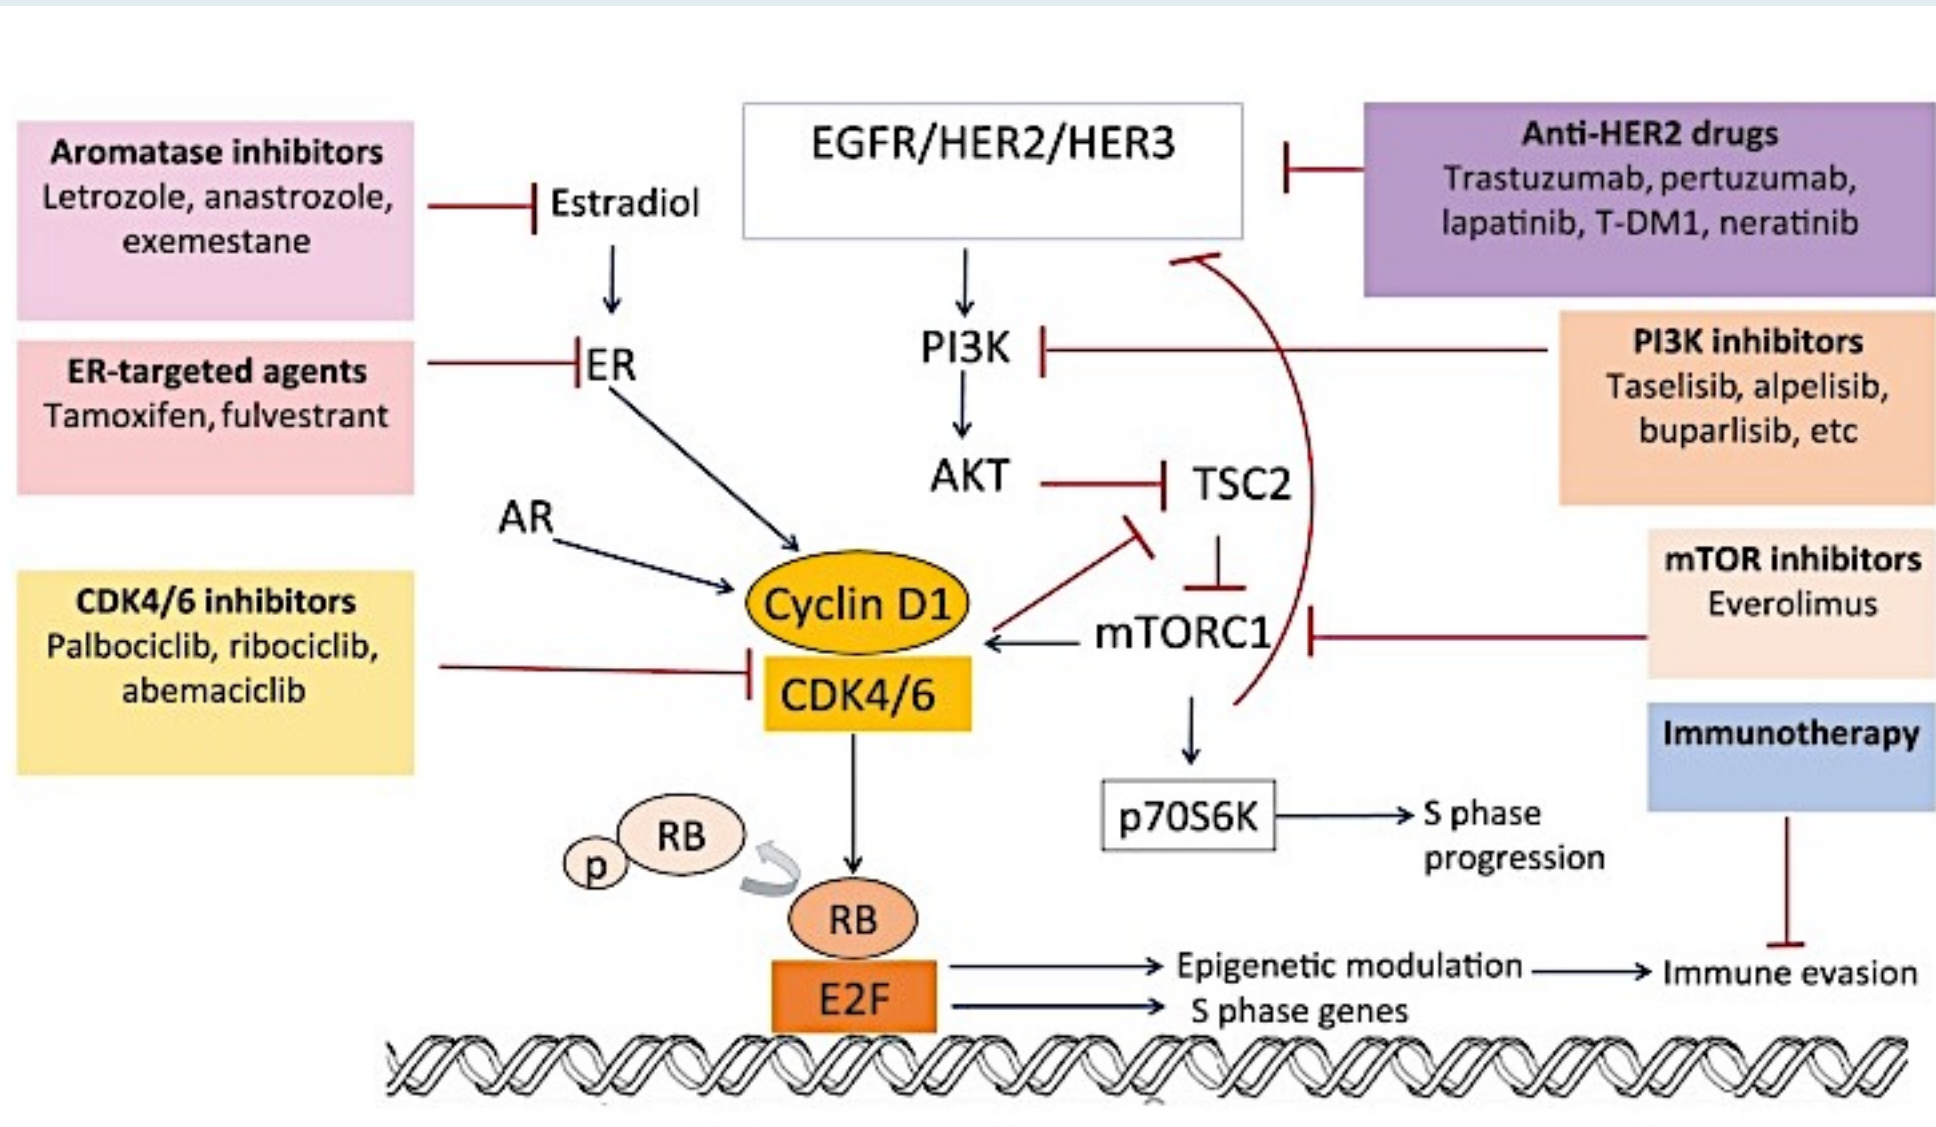 Aromatase inhibitors
Letrozole, anastrozole,
exemestane
Estradiol
EGFR/HER2/HER3
Anti-HER2 drugs
Trastuzumab, pertuzumab,
lapatinib, T-DM1, neratinib
ER-targeted agents
Tamoxifen, fulvestrant
ER
PI3K
PI3K inhibitors
Taselisib, alpelisib,
buparlisib, etc
AKT
TSC2
AR
CDK4/6 inhibitors
Palbociclib, ribociclib,
abemaciclib
Cyclin D1
CDK4/6
mTORC1
mTOR inhibitors
Everolimus
Immunotherapy
p70S6K
S phase
progression
RB
p
RB
E2F
Epigenetic modulation
Immune evasion
S phase genes